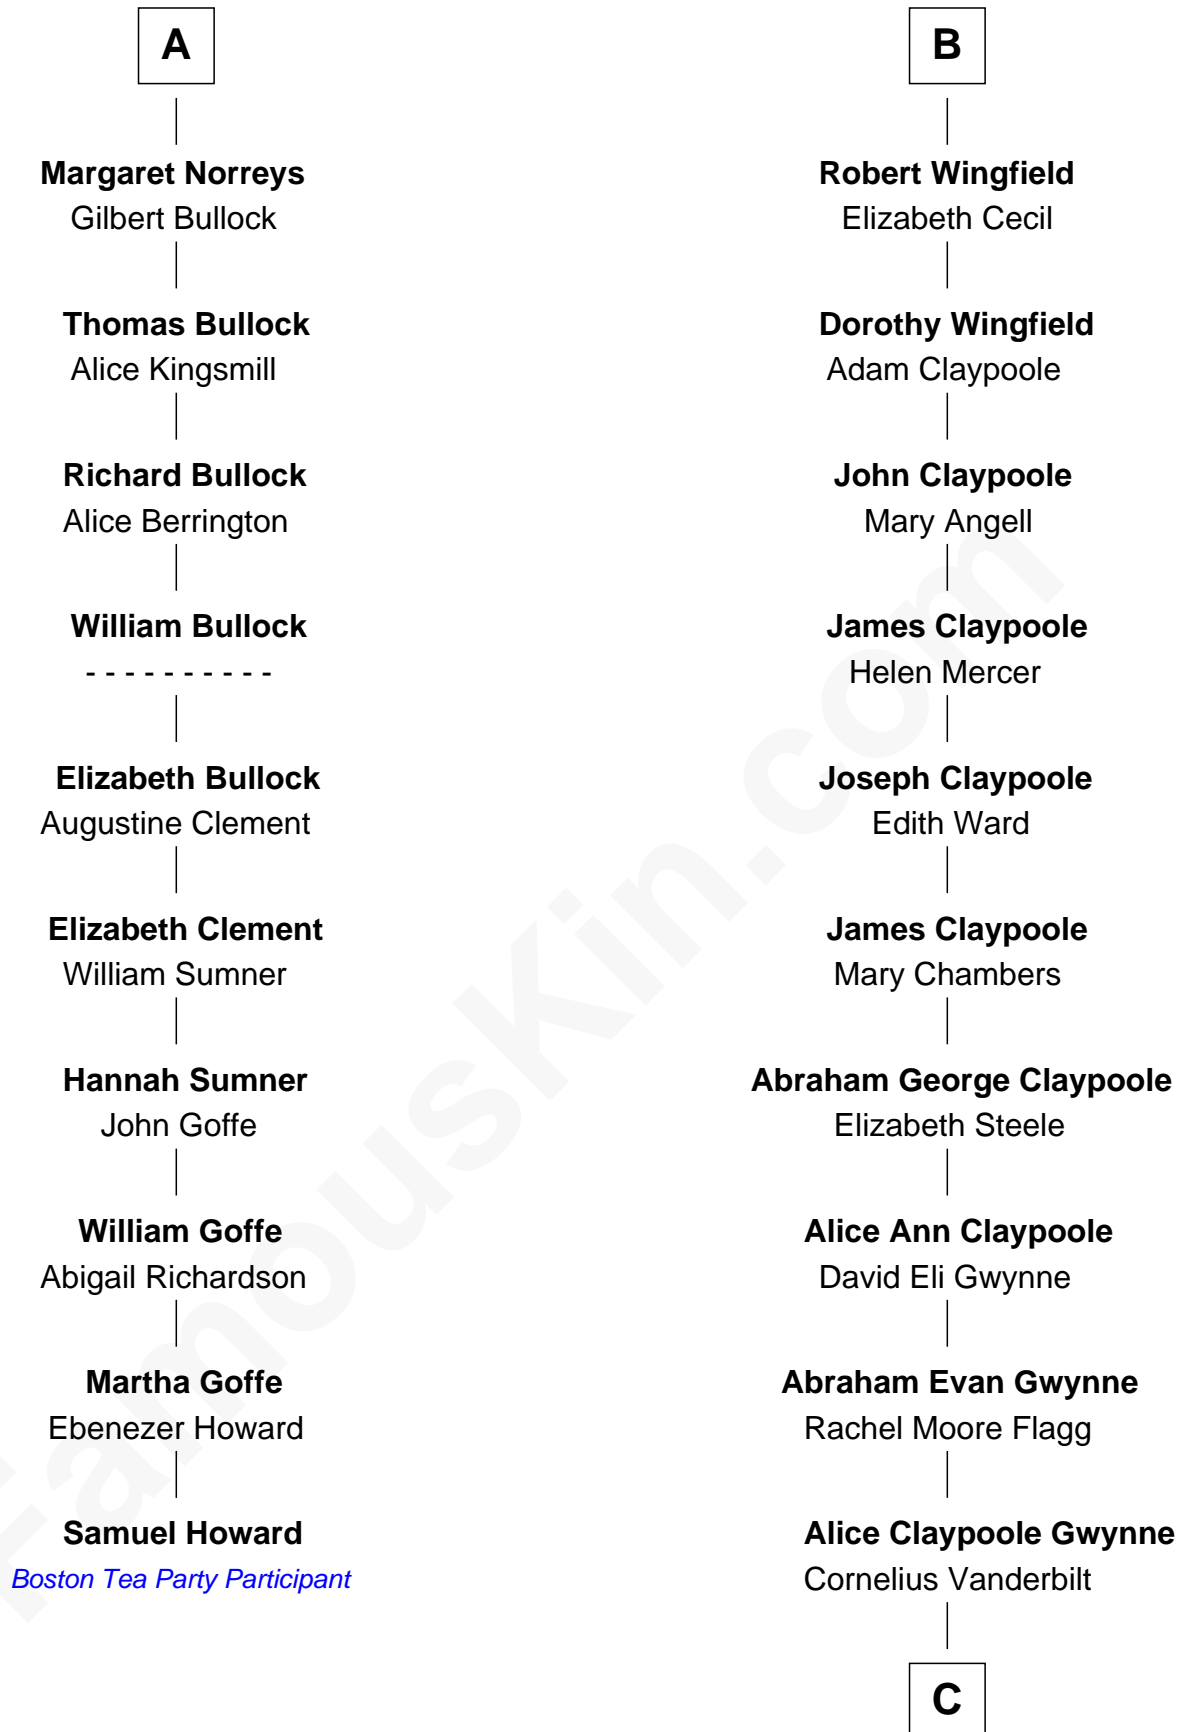 A
Margaret Norreys
Gilbert Bullock
Thomas Bullock
Alice Kingsmill
Richard Bullock
Alice Berrington
William Bullock
- - - - - - - - - -
Elizabeth Bullock
Augustine Clement
Elizabeth Clement
William Sumner
Hannah Sumner
John Goffe
William Goffe
Abigail Richardson
Martha Goffe
Ebenezer Howard
Samuel Howard
Boston Tea Party Participant
B
Robert Wingfield
Elizabeth Cecil
Dorothy Wingfield
Adam Claypoole
John Claypoole
Mary Angell
James Claypoole
Helen Mercer
Joseph Claypoole
Edith Ward
James Claypoole
Mary Chambers
Abraham George Claypoole
Elizabeth Steele
Alice Ann Claypoole
David Eli Gwynne
Abraham Evan Gwynne
Rachel Moore Flagg
Alice Claypoole Gwynne
Cornelius Vanderbilt
C
FamousKin.com